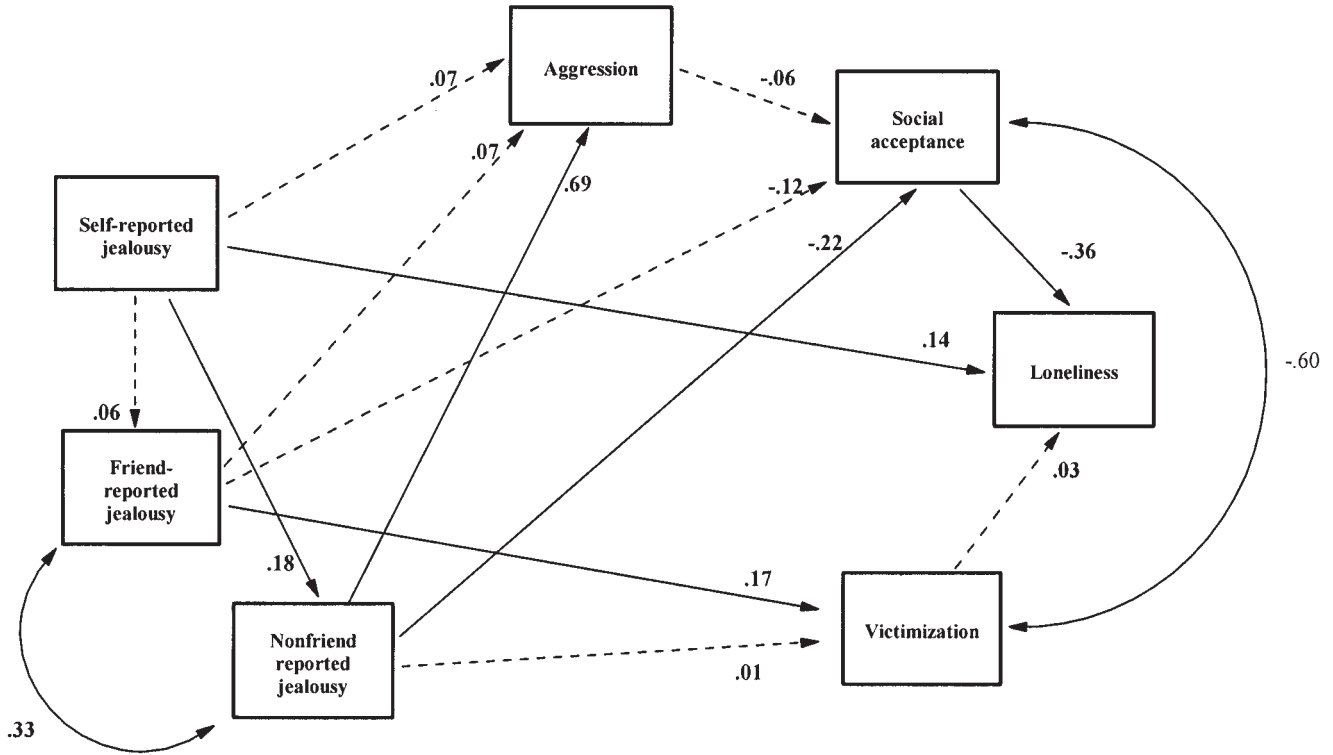 Aggression
.07
-.06
Social
acceptance
.07
.69
-.12
Self-reported
jealousy
-.22
-.36
.14
Loneliness
-.60
.06
Friend-
reported
jealousy
.03
.18
.17
Victimization
Nonfriend
reported
jealousy
.01
.33